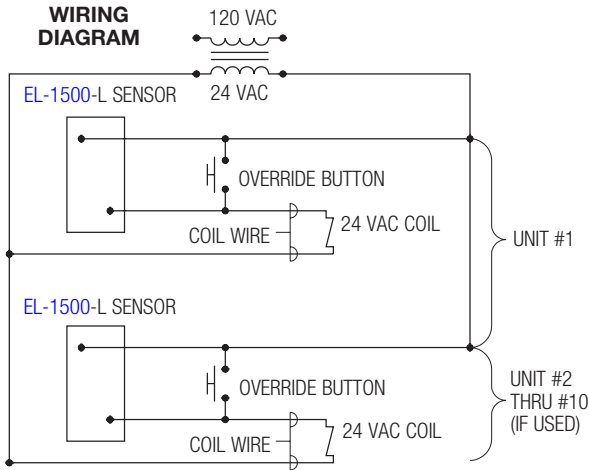 WIRING
DIAGRAM
120 VAC
24 VAC
EL-1500-L SENSOR
OVERRIDE BUTTON
COIL WIRE
24 VAC COIL
UNIT #1
EL-1500-L SENSOR
OVERRIDE BUTTON
COIL WIRE
24 VAC COIL
UNIT #2
THRU #10
(IF USED)